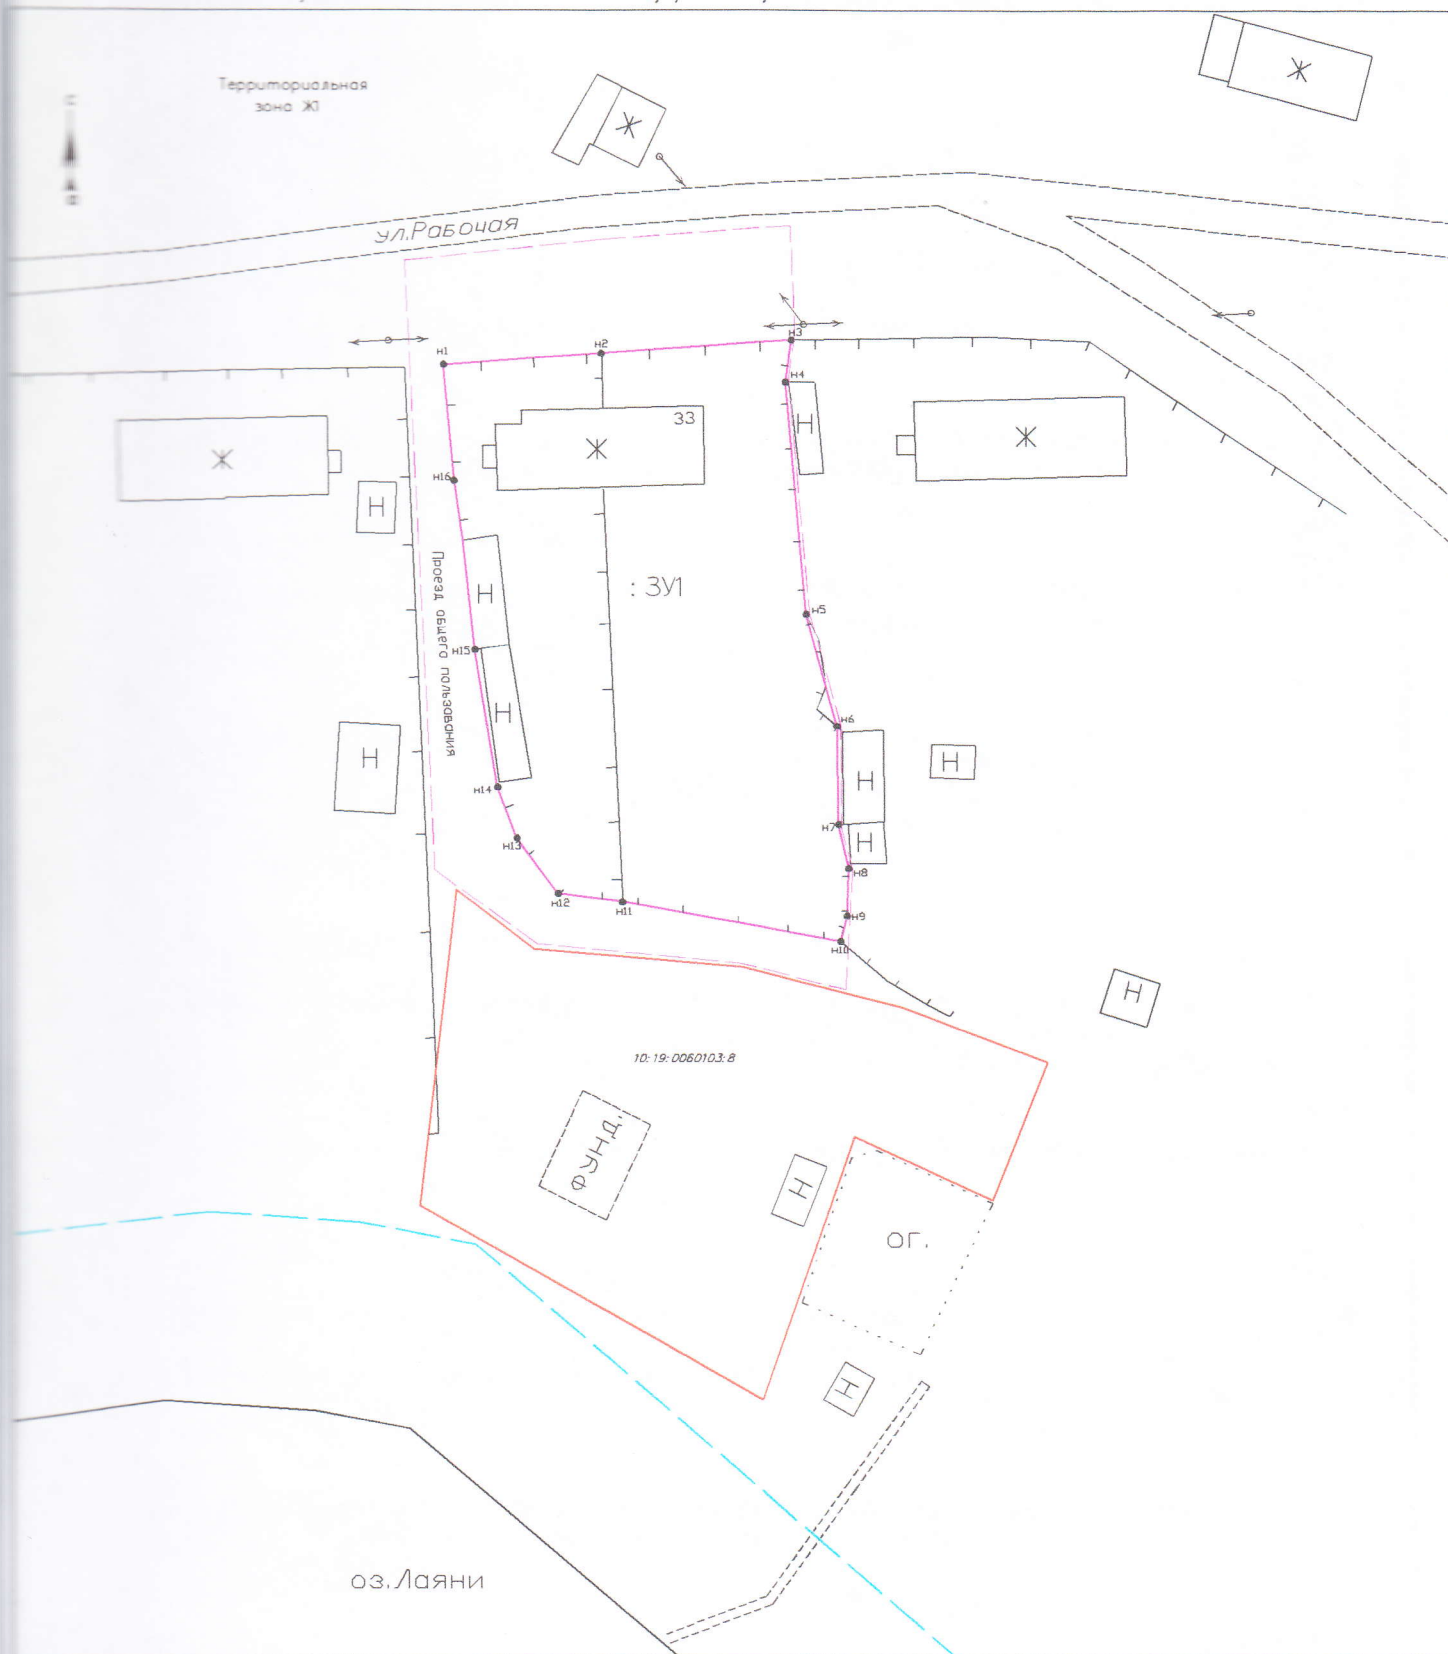 Территориальная
зона Ж1
ж
Ж
ул.Рабочая
н1
н2
н3
н4
33
Ж
Ж
Ж
Н
Н
н16
Н
: ЗУ1
Проезд общего пользования
н5
н15
Н
н6
Н
Н
Н
н14
н7
Н
н13
н8
н12
н11
н9
н10
Н
10:19:0060103:8
ФУНД.
Н
ОГ.
Н
оз.Лаяни